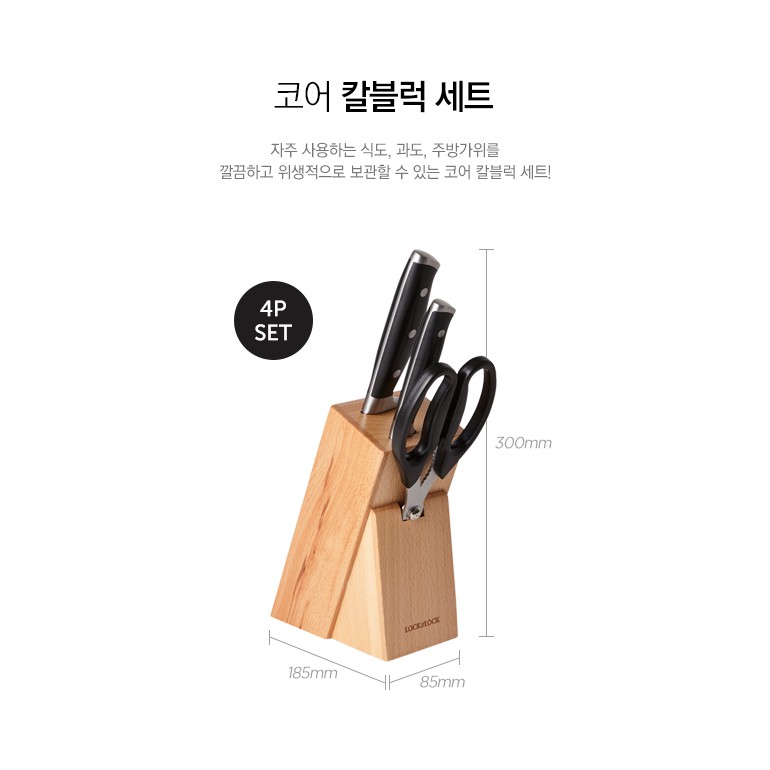 코어 칼블럭 세트
자주 사용하는 식도, 과도, 주방가위를
깔끔하고 위생적으로 보관할 수 있는 코어 칼블럭 세트!
4P
SET
300mm
LOCK&LOCK
185mm
85mm